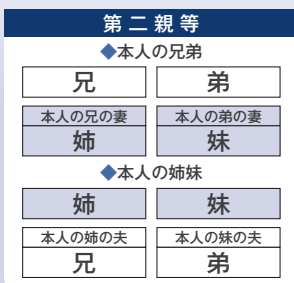 第二親等
◆本人の兄弟
兄 弟
本人の兄の妻 本人の弟の妻
姉 妹
◆本人の姉妹
姉 妹
本人の姉の夫 本人の妹の夫
兄 弟